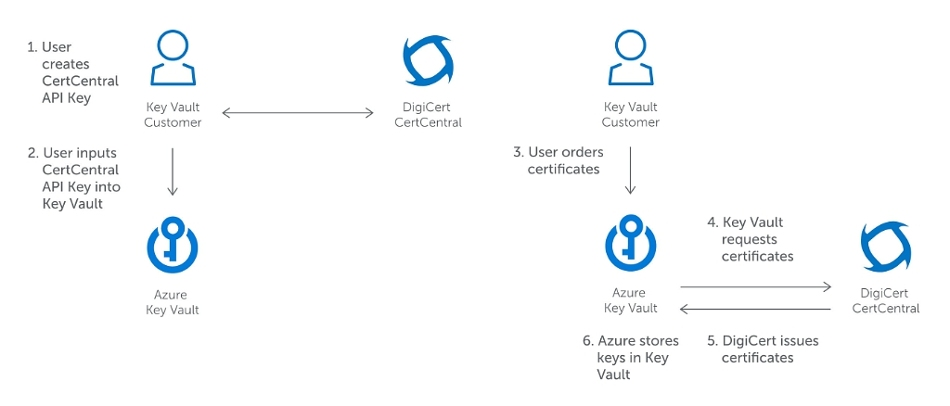 1. User
creates
CertCentral
API Key
Key Vault
Customer
DigiCert
CertCentral
2. User inputs
CertCentral
API Key into
Key Vault
Azure
Key Vault
Key Vault
Customer
3. User orders
certificates
Azure
Key Vault
4. Key Vault
requests
certificates
DigiCert
CertCentral
5. DigiCert issues
certificates
6. Azure stores
keys in Key
Vault